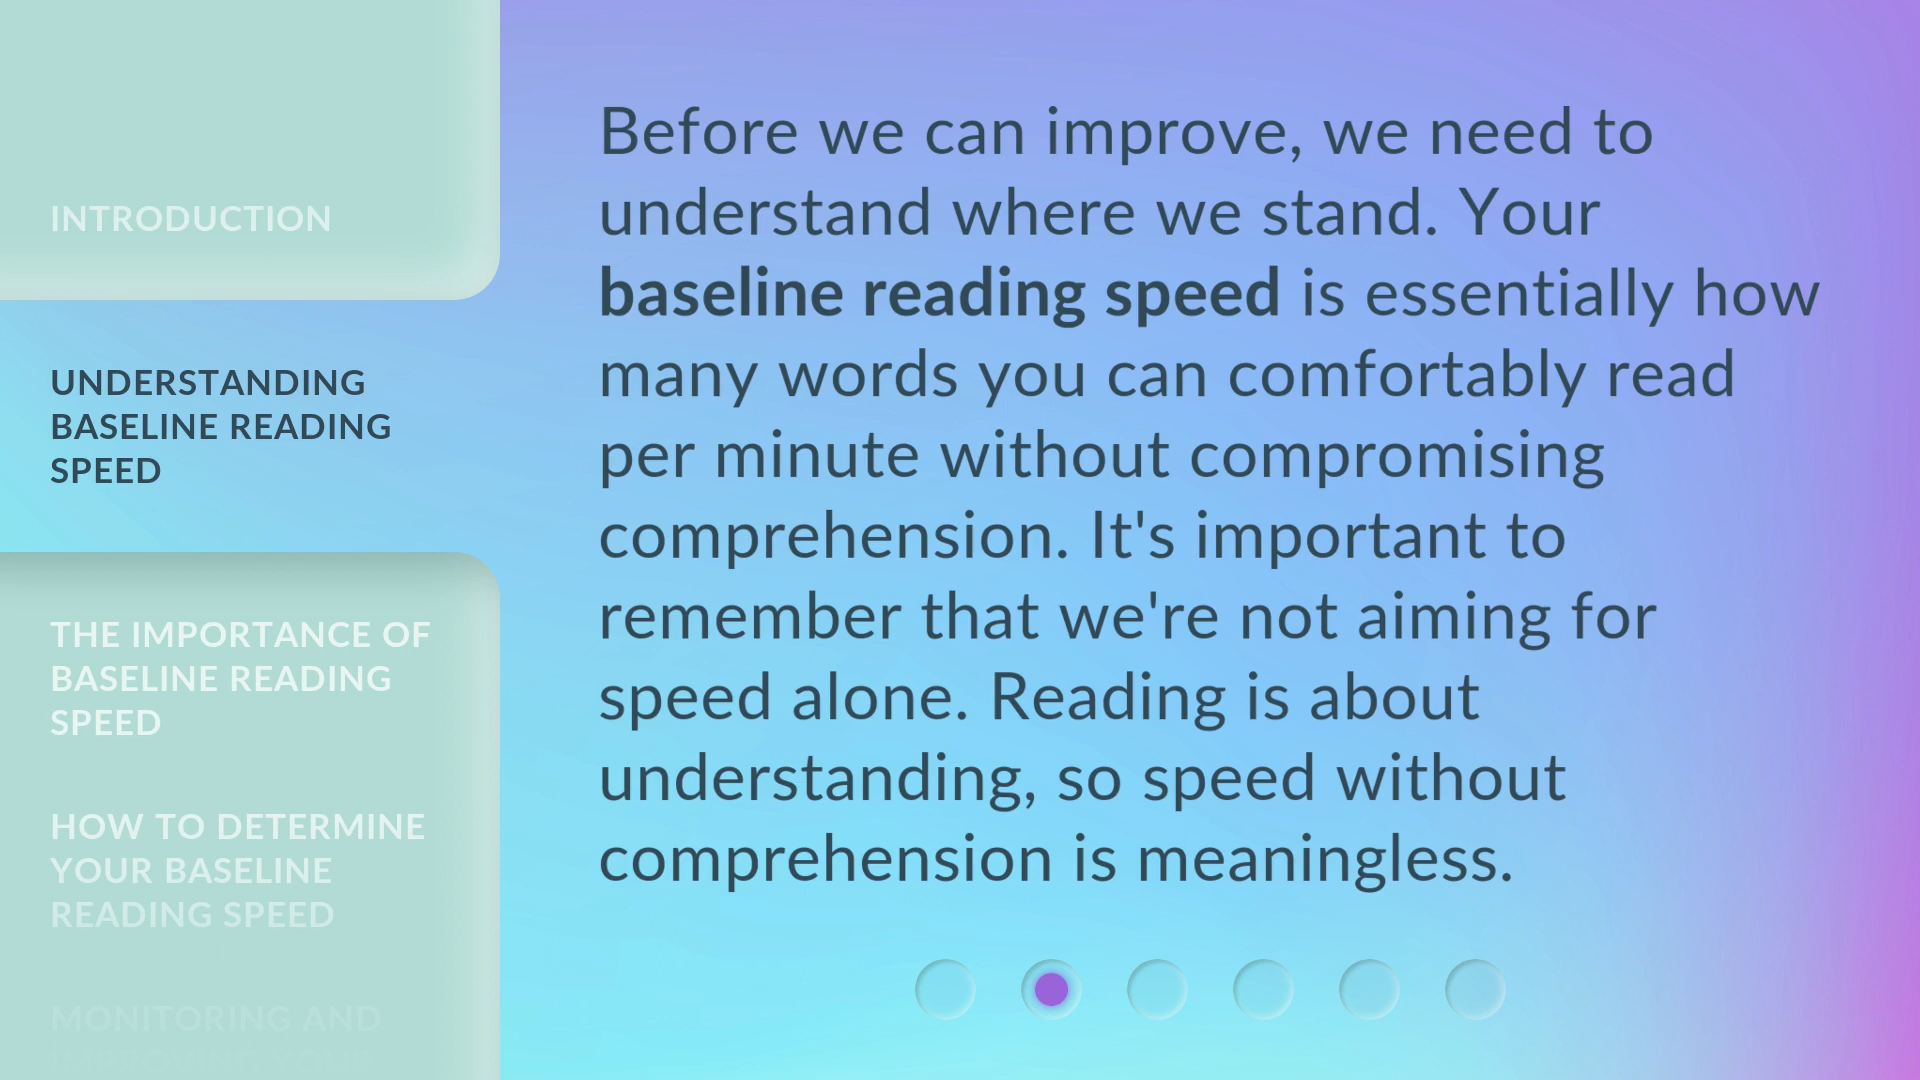 INTRODUCTION
UNDERSTANDING
BASELINE READING
SPEED
THE IMPORTANCE OF
BASELINE READING
SPEED
HOW TO DETERMINE
YOUR BASELINE
READING SPEED
MONITORING AND
IMPROVING YOUR
Before we can improve, we need to
understand where we stand. Your
baseline reading speed is essentially how
many words you can comfortably read
per minute without compromising
comprehension. It's important to
remember that we're not aiming for
speed alone. Reading is about
understanding, so speed without
comprehension is meaningless.